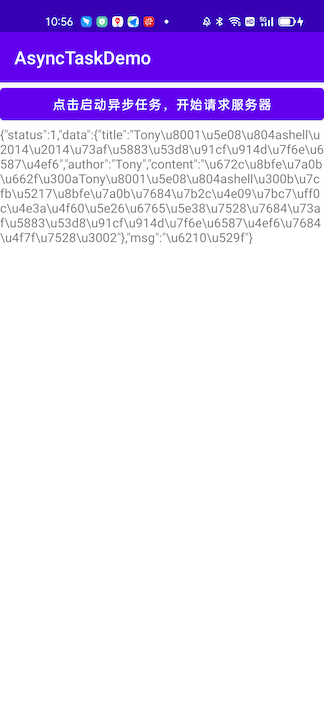 10:56
AsyncTaskDemo
点击启动异步任务，开始请求服务器
{"status":1,"data":{"title":"Tony\u8001\u5e08\u804ashell\u
2014\u2014\u73af\u5883\u53d8\u91cf\u914d\u7f6e\u6
587\u4ef6","author":"Tony","content":"\u672c\u8bfe\u7a0b
\u662f\u300aTony\u8001\u5e08\u804ashell\u300b\u7c
fb\u5217\u8bfe\u7a0b\u7684\u7b2c\u4e09\u7bc7\uff0
c\u4e3a\u4f60\u5e26\u6765\u5e38\u7528\u7684\u73a
f\u5883\u53d8\u91cf\u914d\u7f6e\u6587\u4ef6\u7684
\u4f7f\u7528\u3002"},"msg":"\u6210\u529f"}